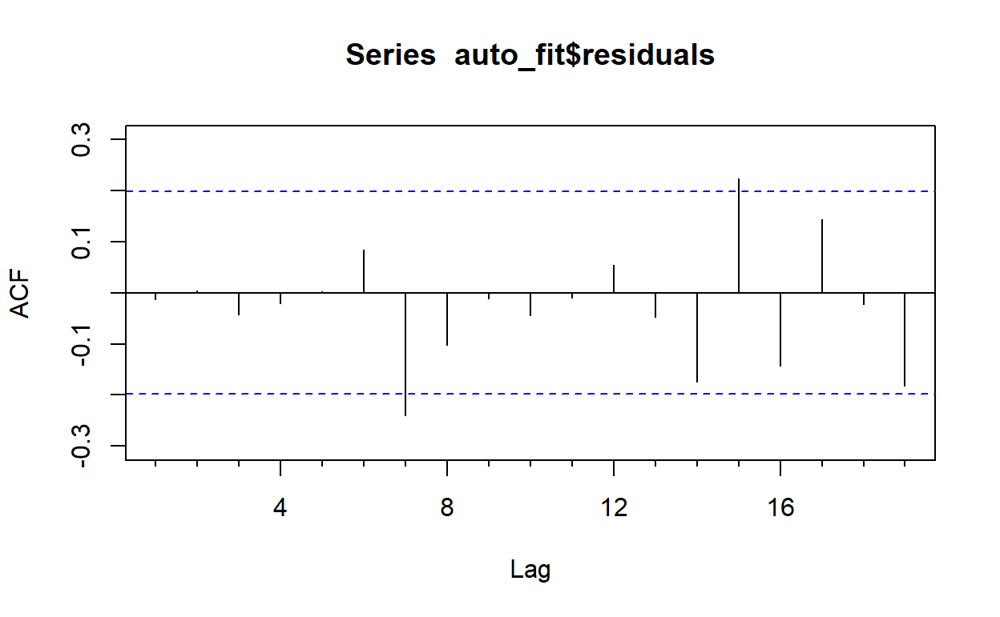 Series  auto_fit$residuals
ACF
0.3
0.1
-0.1
-0.3
4
8
12
16
Lag